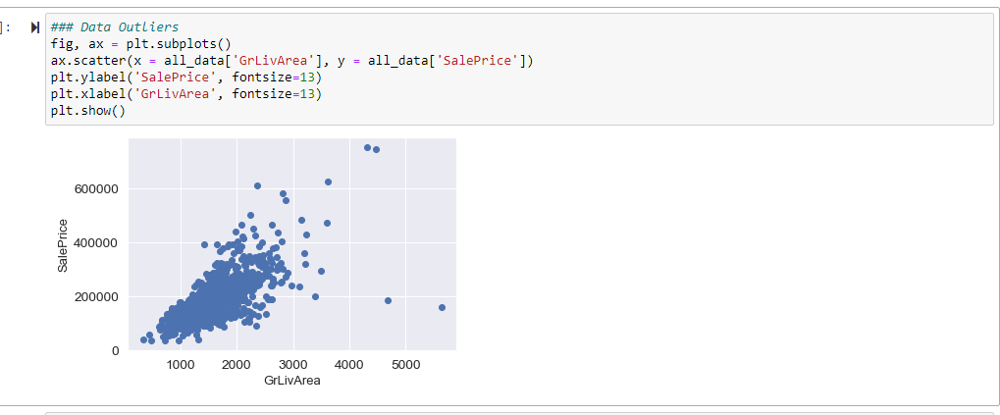 ]:
### Data Outliers
fig, ax = plt.subplots()
ax.scatter(x = all_data['GrLivArea'], y = all_data['SalePrice'])
plt.ylabel('SalePrice', fontsize=13)
plt.xlabel('GrLivArea', fontsize=13)
plt.show()
600000
400000
200000
0
SalePrice
1000 2000 3000 4000 5000
GrLivArea